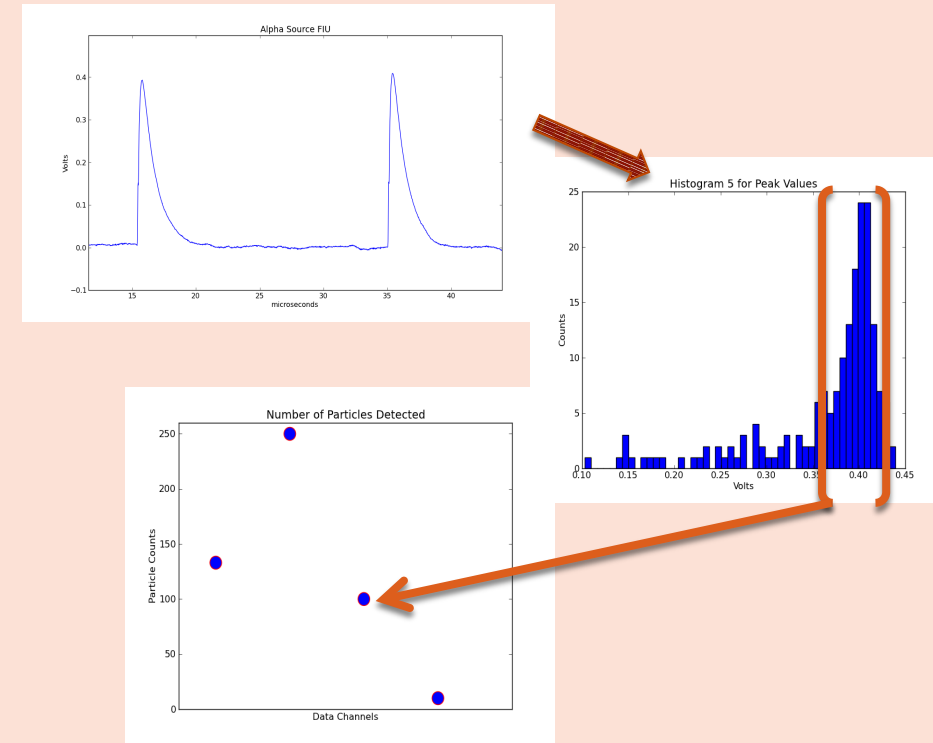 Alpha Source FIU
Volts
0.4
0.3
0.2
0.1
0.0
−0.1
15 20 25 30 35 40
microseconds
Histogram 5 for Peak Values
Counts
25
20
15
10
5
0
0.10 0.15 0.20 0.25 0.30 0.35 0.40 0.45
Volts
Number of Particles Detected
Particle Counts
250
200
150
100
50
0
Data Channels